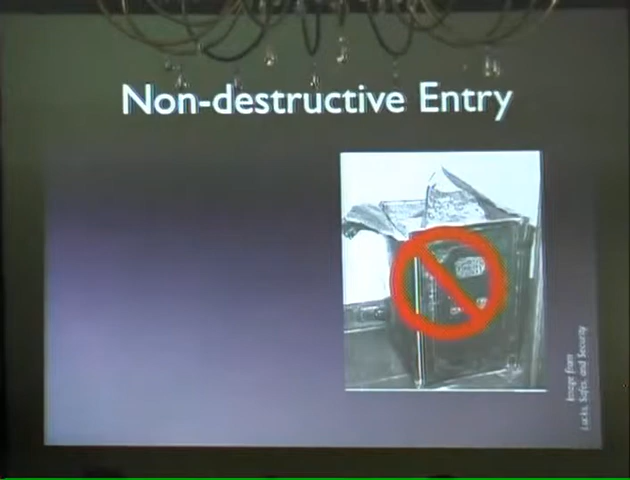 Non-destructive Entry
Image from
Locks, Safes, and Security